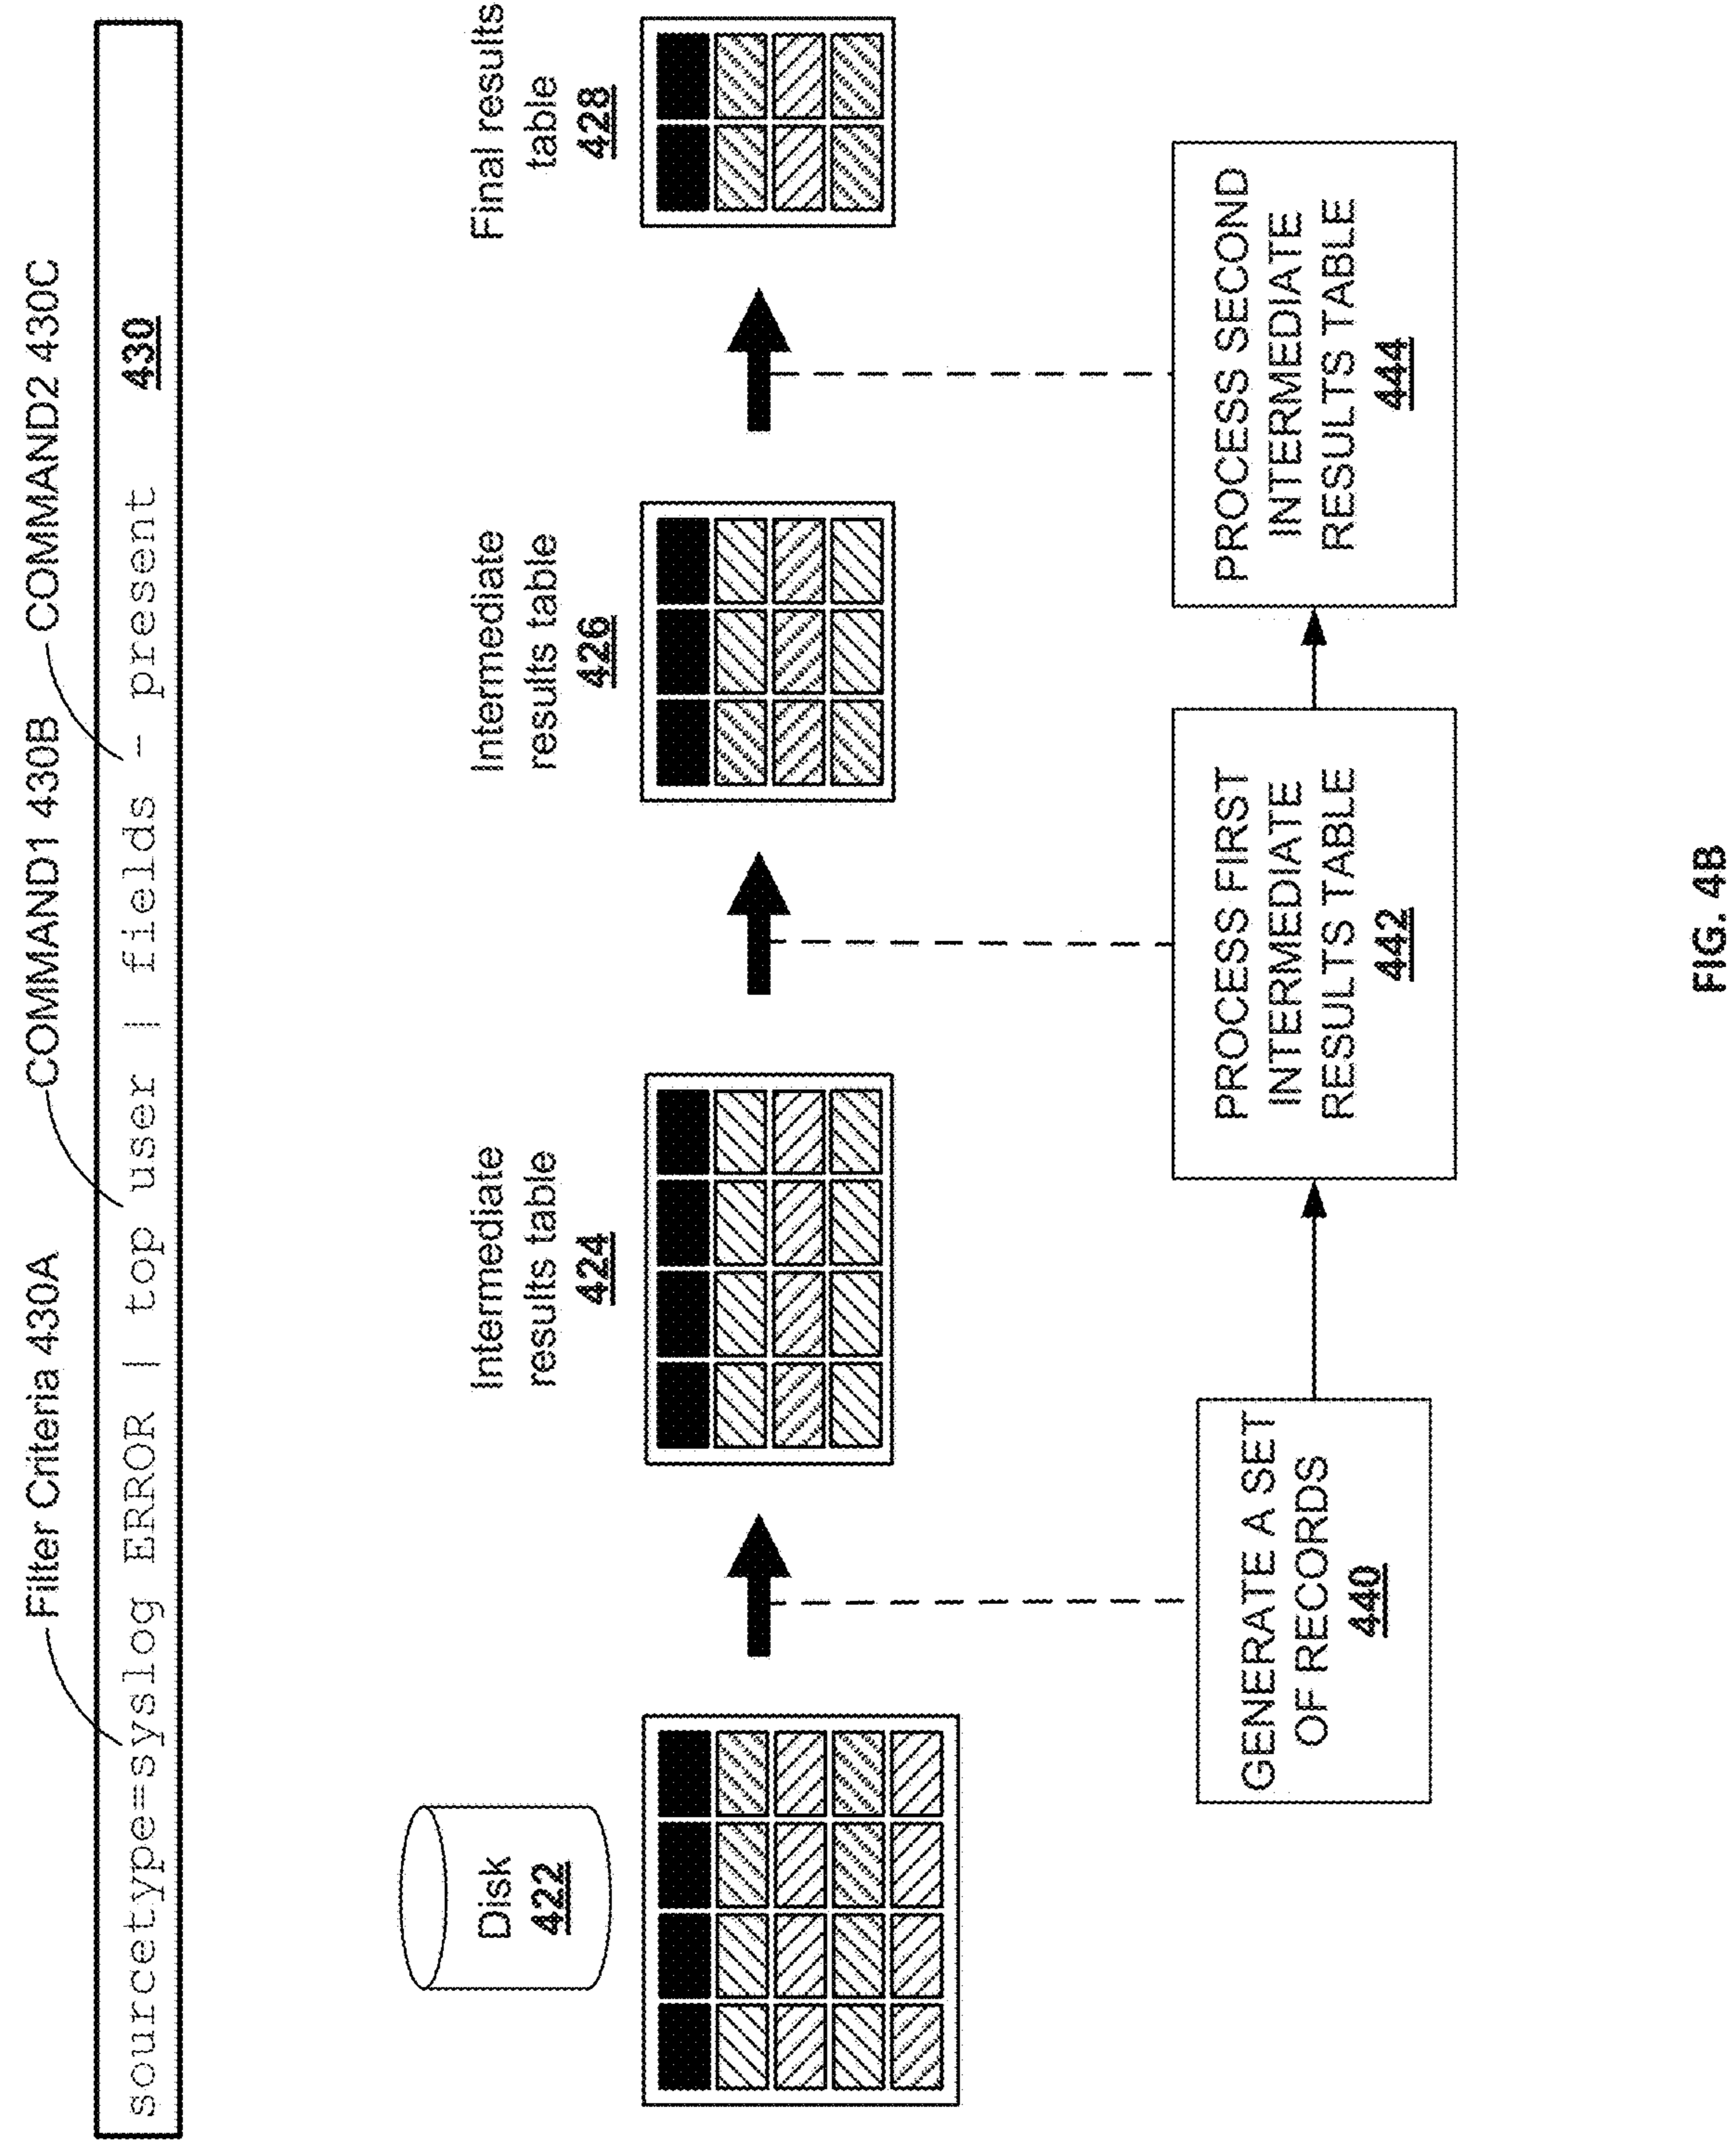 Filter Criteria 430A
COMMAND1 430B
COMMAND2 430C
sourcetype=syslog ERROR | top user | fields - present
430
Disk
422
Intermediate
results table
424
Intermediate
results table
426
Final results
table
428
GENERATE A SET
OF RECORDS
440
PROCESS FIRST
INTERMEDIATE
RESULTS TABLE
442
PROCESS SECOND
INTERMEDIATE
RESULTS TABLE
444
FIG. 4B